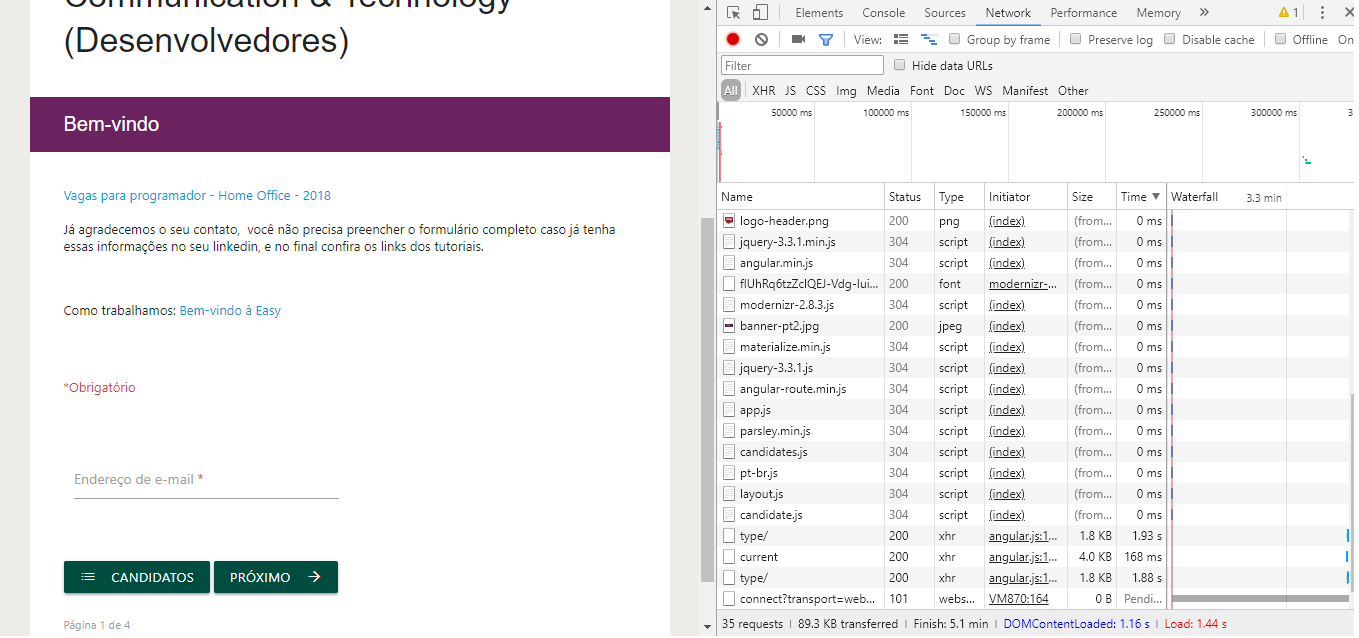 Communication & Technology
(Desenvolvedores)
Bem-vindo
Vagas para programador - Home Office - 2018
Já agradecemos o seu contato, você não precisa preencher o formulário completo caso já tenha
essas informações no seu linkedin, e no final confira os links dos tutoriais.
Como trabalhamos: Bem-vindo à Easy
*Obrigatório
Endereço de e-mail *
CANDIDATOS PRÓXIMO
Página 1 de 4
Elements Console Sources Network Performance Memory » 1
View: Group by frame Preserve log Disable cache Offline On
Filter Hide data URLs
All XHR JS CSS Img Media Font Doc WS Manifest Other
50000 ms 100000 ms 150000 ms 200000 ms 250000 ms 300000 ms 3
Name Status Type Initiator Size Time ▼ Waterfall 3.3 min
logo-header.png 200 png (index) (from... 0 ms
jquery-3.3.1.min.js 304 script (index) (from... 0 ms
angular.min.js 304 script (index) (from... 0 ms
200 font modernizr-... (from... 0 ms
modernizr-2.8.3.js 304 script (index) (from... 0 ms
banner-pt2.jpg 200 jpeg (index) (from... 0 ms
materialize.min.js 304 script (index) (from... 0 ms
jquery-3.3.1.js 304 script (index) (from... 0 ms
angular-route.min.js 304 script (index) (from... 0 ms
app.js 304 script (index) (from... 0 ms
parsley.min.js 304 script (index) (from... 0 ms
candidates.js 304 script (index) (from... 0 ms
pt-br.js 304 script (index) (from... 0 ms
layout.js 304 script (index) (from... 0 ms
candidate.js 304 script (index) (from... 0 ms
type/ 200 xhr angular.js:1... 1.8 KB 1.93 s
current 200 xhr angular.js:1... 4.0 KB 168 ms
type/ 200 xhr angular.js:1... 1.8 KB 1.88 s
connect?transport=web... 101 webs... VM870:164 0 B Pendi...
35 requests | 89.3 KB transferred | Finish: 5.1 min | DOMContentLoaded: 1.16 s | Load: 1.44 s